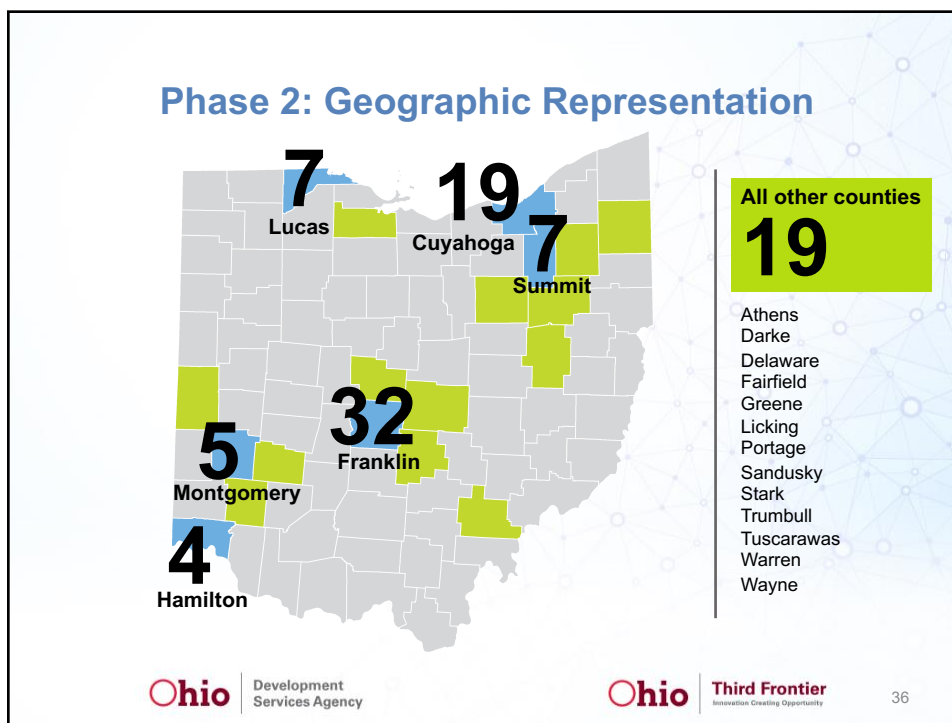 Phase 2: Geographic Representation
7
Lucas
19
Cuyahoga
7
Summit
32
Franklin
5
Montgomery
4
Hamilton
All other counties
19
Athens
Darke
Delaware
Fairfield
Greene
Licking
Portage
Sandusky
Stark
Trumbull
Tuscarawas
Warren
Wayne
Ohio
Development
Services Agency
Ohio
Third Frontier
Innovation Creating Opportunity
36